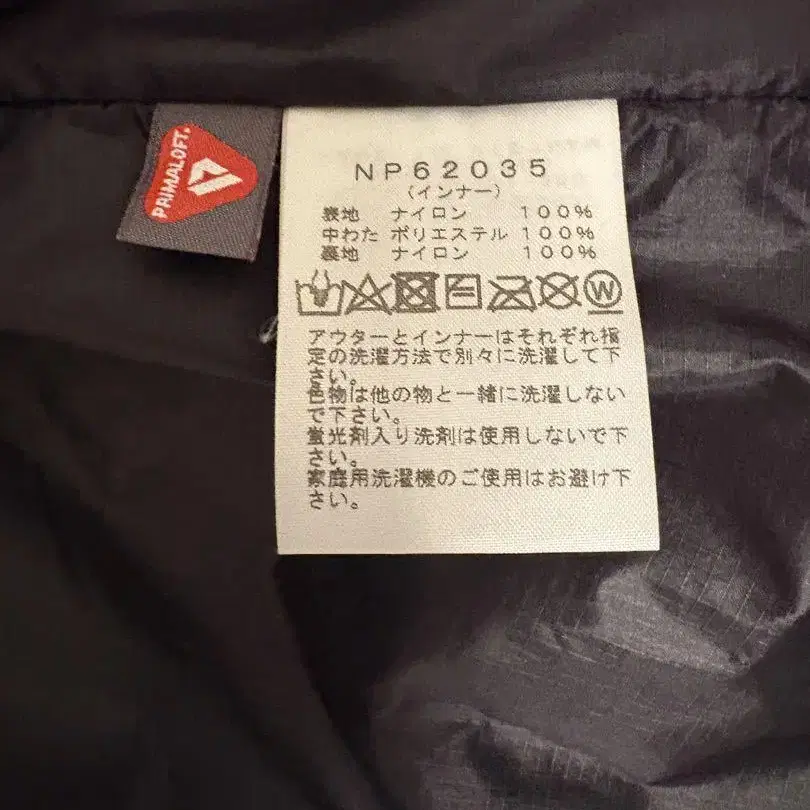 PRIMALOFT.
NP62035
(インナー)
表地 ナイロン 100%
中わた ポリエステル 100%
裏地 ナイロン 100%
W
アウターとインナーはそれぞれ指
定の洗濯方法で別々に洗濯して下
さい。
色物は他の物と一緒に洗濯しない
で下さい。
蛍光剤入り洗剤は使用しないで下
さい。
家庭用洗濯機のご使用はお避け下
さい。